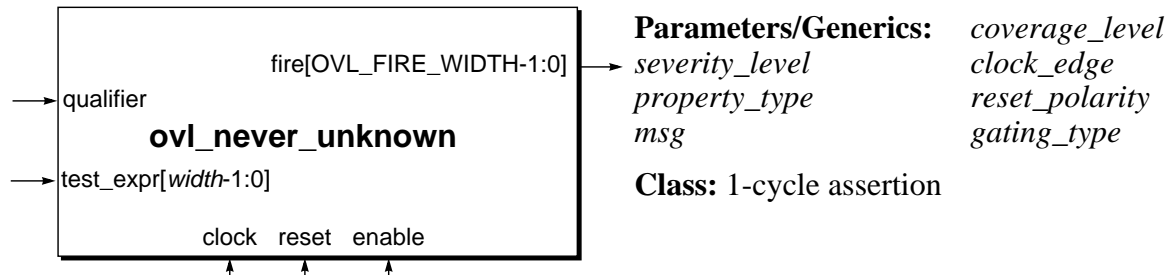 fire[OVL_FIRE_WIDTH-1:0]
qualifier
ovl_never_unknown
test_expr[width-1:0]
clock reset enable
Parameters/Generics: coverage_level
severity_level clock_edge
property_type reset_polarity
msg gating_type
Class: 1-cycle assertion